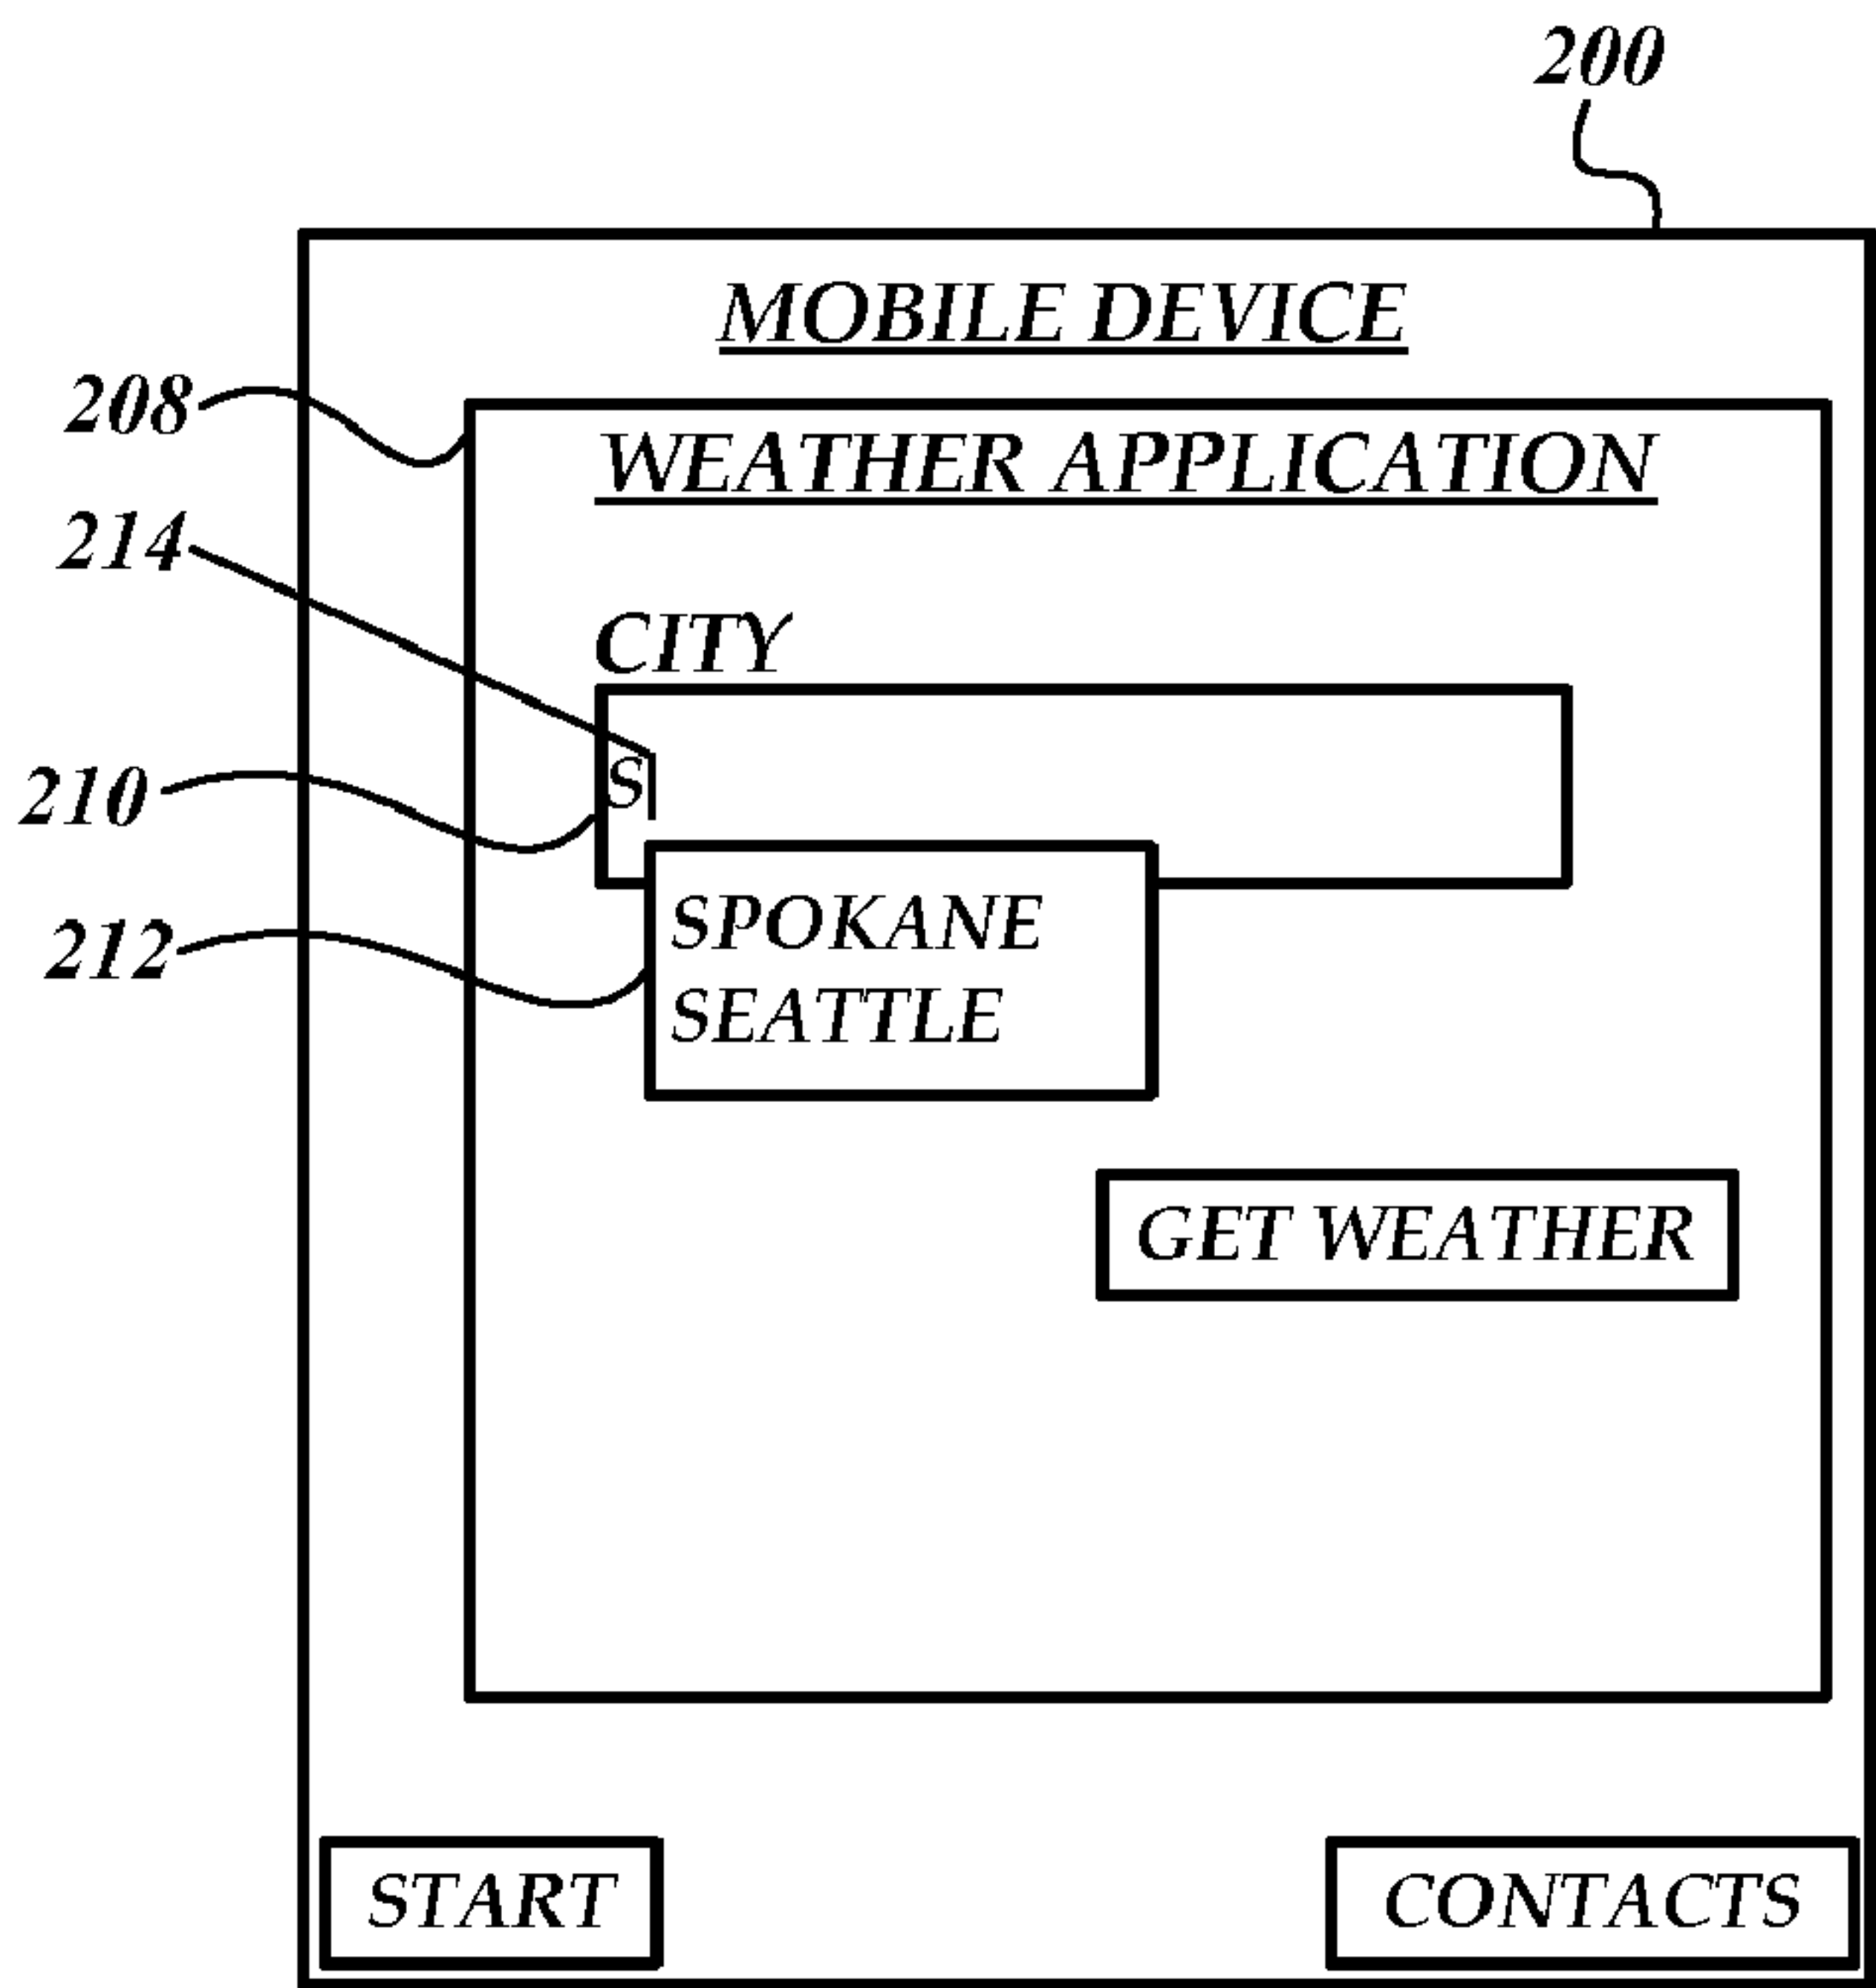 200
MOBILE DEVICE
208
WEATHER APPLICATION
214
CITY
210
S
212
SPOKANE
SEATTLE
GET WEATHER
START
CONTACTS